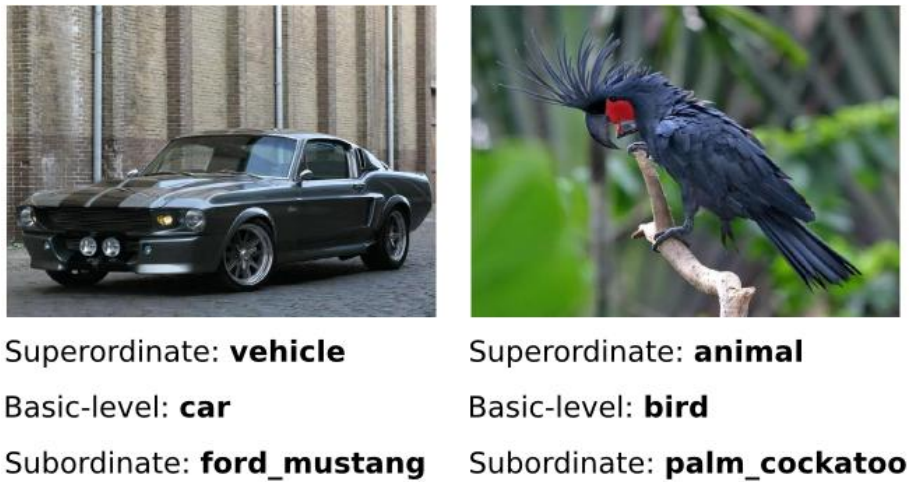 Superordinate: vehicle
Basic-level: car
Subordinate: ford_mustang
Superordinate: animal
Basic-level: bird
Subordinate: palm_cockatoo